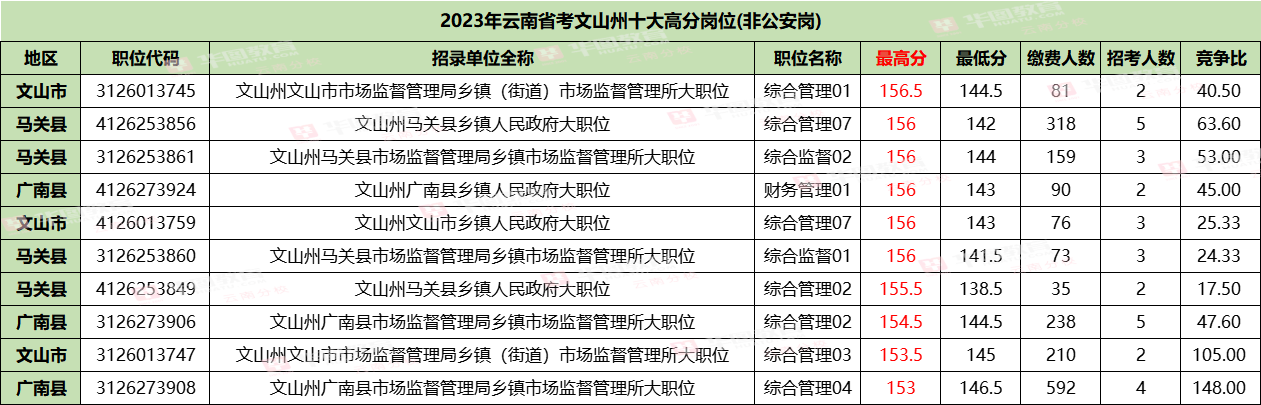 2023年云南省考文山州十大高分岗位(非公安岗)
地区 职位代码 招录单位全称 职位名称 最高分 最低分 缴费人数 招考人数 竞争比
文山市 3126013745 文山州文山市市场监督管理局乡镇（街道）市场监督管理所大职位 综合管理01 156.5 144.5 81 2 40.50
马关县 4126253856 文山州马关县乡镇人民政府大职位 综合管理07 156 142 318 5 63.60
马关县 3126253861 文山州马关县市场监督管理局乡镇市场监督管理所大职位 综合监督02 156 144 159 3 53.00
广南县 4126273924 文山州广南县乡镇人民政府大职位 财务管理01 156 143 90 2 45.00
文山市 4126013759 文山州文山市乡镇人民政府大职位 综合管理07 156 143 76 3 25.33
马关县 3126253860 文山州马关县市场监督管理局乡镇市场监督管理所大职位 综合监督01 156 141.5 73 3 24.33
马关县 4126253849 文山州马关县乡镇人民政府大职位 综合管理02 155.5 138.5 35 2 17.50
广南县 3126273906 文山州广南县市场监督管理局乡镇市场监督管理所大职位 综合管理02 154.5 144.5 238 5 47.60
文山市 3126013747 文山州文山市市场监督管理局乡镇（街道）市场监督管理所大职位 综合管理03 153.5 145 210 2 105.00
广南县 3126273908 文山州广南县市场监督管理局乡镇市场监督管理所大职位 综合管理04 153 146.5 592 4 148.00